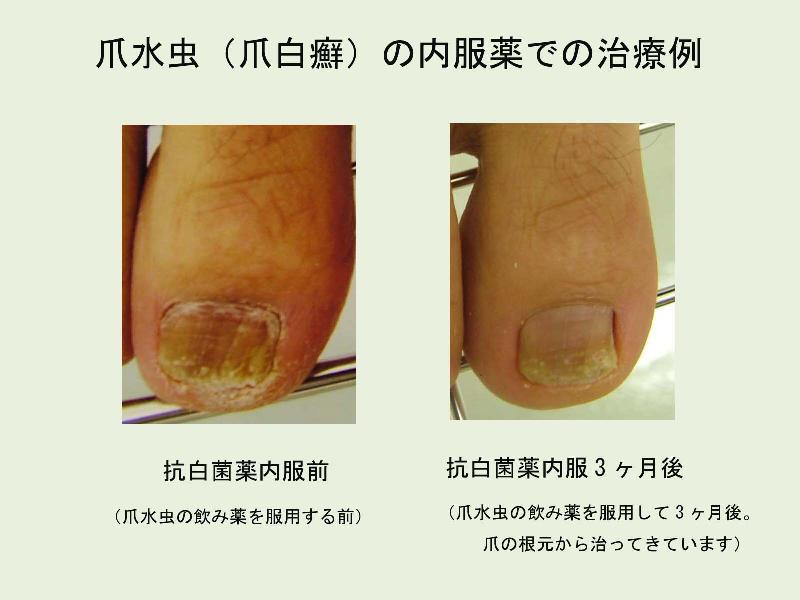 爪水虫（爪白癬）の内服薬での治療例
抗白菌薬内服前
（爪水虫の飲み薬を服用する前）
抗白菌薬内服３ヶ月後
（爪水虫の飲み薬を服用して３ヶ月後。
爪の根元から治ってきています）